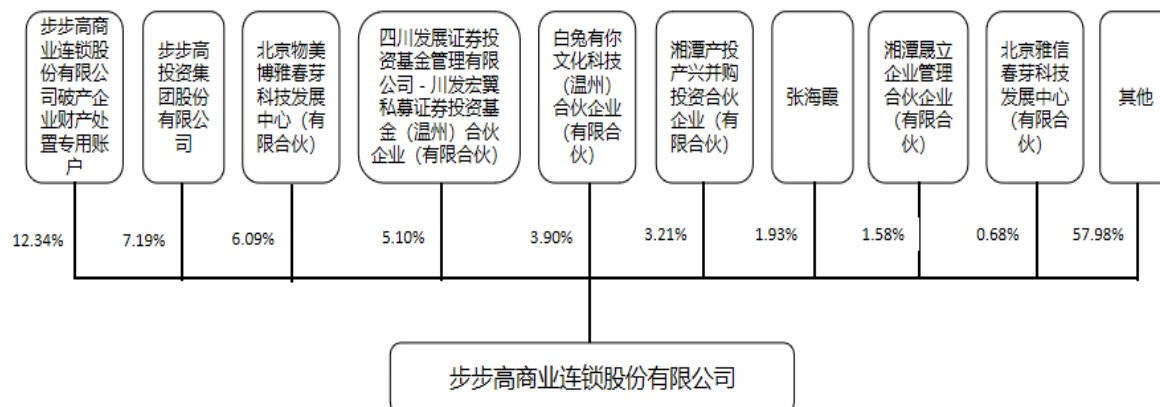 步步高商
业连锁股
份有限公
司破产企
业财产处
置专用账
户
步步高
投资集
团股份
有限公
司
北京物美
博雅春芽
科技发展
中心（有
限合伙）
四川发展证券投
资基金管理有限
公司－川发宏翼
私募证券投资基
金（温州）合伙
企业（有限合伙）
白兔有你
文化科技
（温州）
合伙企业
（有限合
伙）
湘潭产投
产兴并购
投资合伙
企业（有
限合伙）
张海霞
湘潭晟立
企业管理
合伙企业
（有限合
伙）
北京雅信
春芽科技
发展中心
（有限合
伙）
其他
12.34%
7.19%
6.09%
5.10%
3.90%
3.21%
1.93%
1.58%
0.68%
57.98%
步步高商业连锁股份有限公司